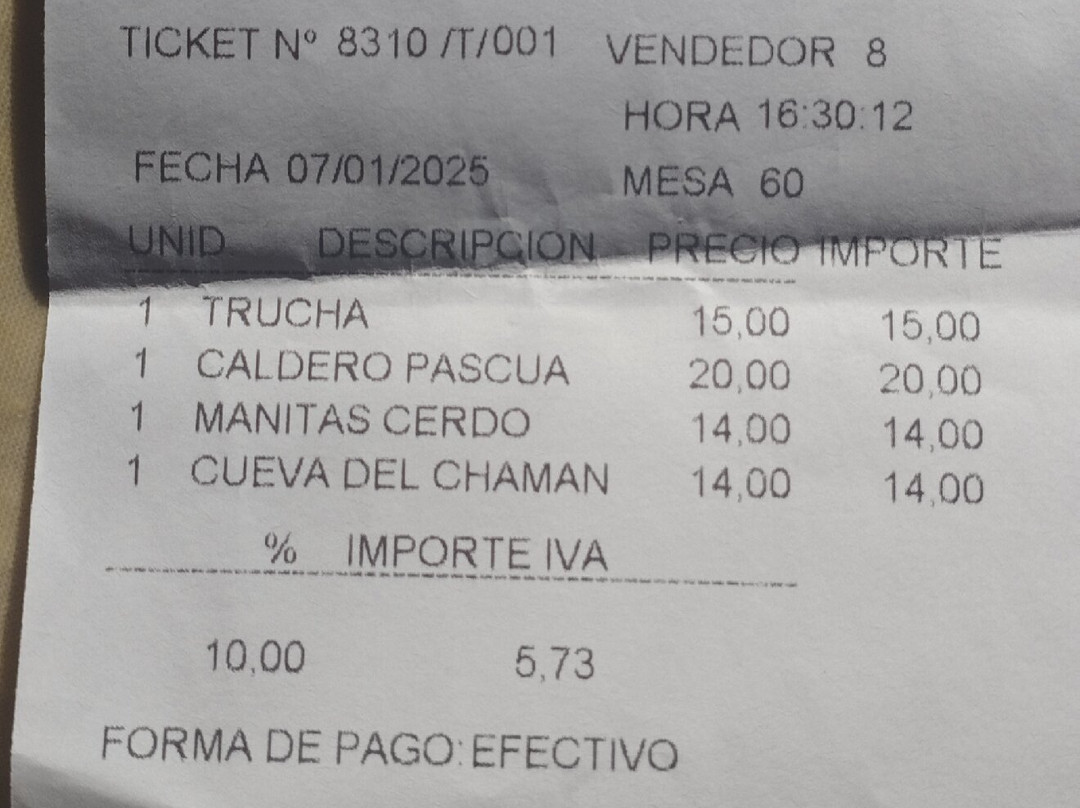 TICKET Nº 8310 /T/001 VENDEDOR 8
HORA 16:30:12
FECHA 07/01/2025 MESA 60
UNID DESCRIPCION PRECIO IMPORTE
1 TRUCHA 15,00 15,00
1 CALDERO PASCUA 20,00 20,00
1 MANITAS CERDO 14,00 14,00
1 CUEVA DEL CHAMAN 14,00 14,00
% IMPORTE IVA
10,00 5,73
FORMA DE PAGO: EFECTIVO